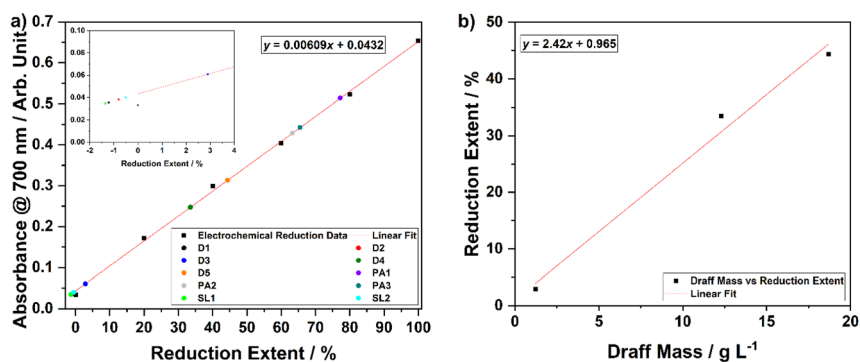 a)
y = 0.00609x + 0.0432
Absorbance @ 700 nm / Arb. Unit
0.7
0.6
0.5
0.4
0.3
0.2
0.1
0.0
0.10
0.08
0.06
0.04
0.02
0.00
-2 -1 0 1 2 3 4
Reduction Extent / %
Electrochemical Reduction Data Linear Fit
D1 D2
D3 D4
D5 PA1
PA2 PA3
SL1 SL2
0 10 20 30 40 50 60 70 80 90 100
Reduction Extent / %
b)
y = 2.42x + 0.965
Reduction Extent / %
50
40
30
20
10
0
Draff Mass vs Reduction Extent
Linear Fit
0 5 10 15 20
Draff Mass / g L⁻¹